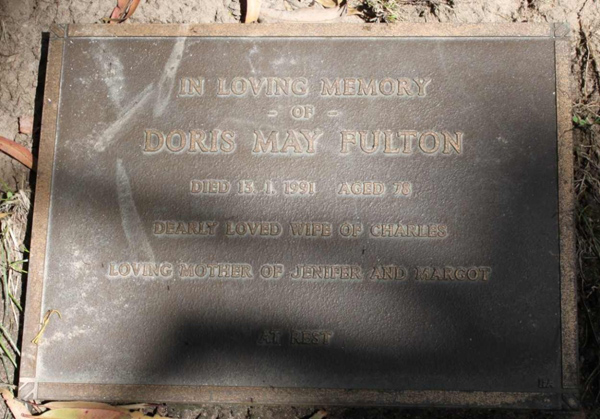 IN LOVING MEMORY
- OF -
DORIS MAY FULTON
DIED 13.1.1991 AGED 78
DEARLY LOVED WIFE OF CHARLES
LOVING MOTHER OF JENIFER AND MARGOT
AT REST